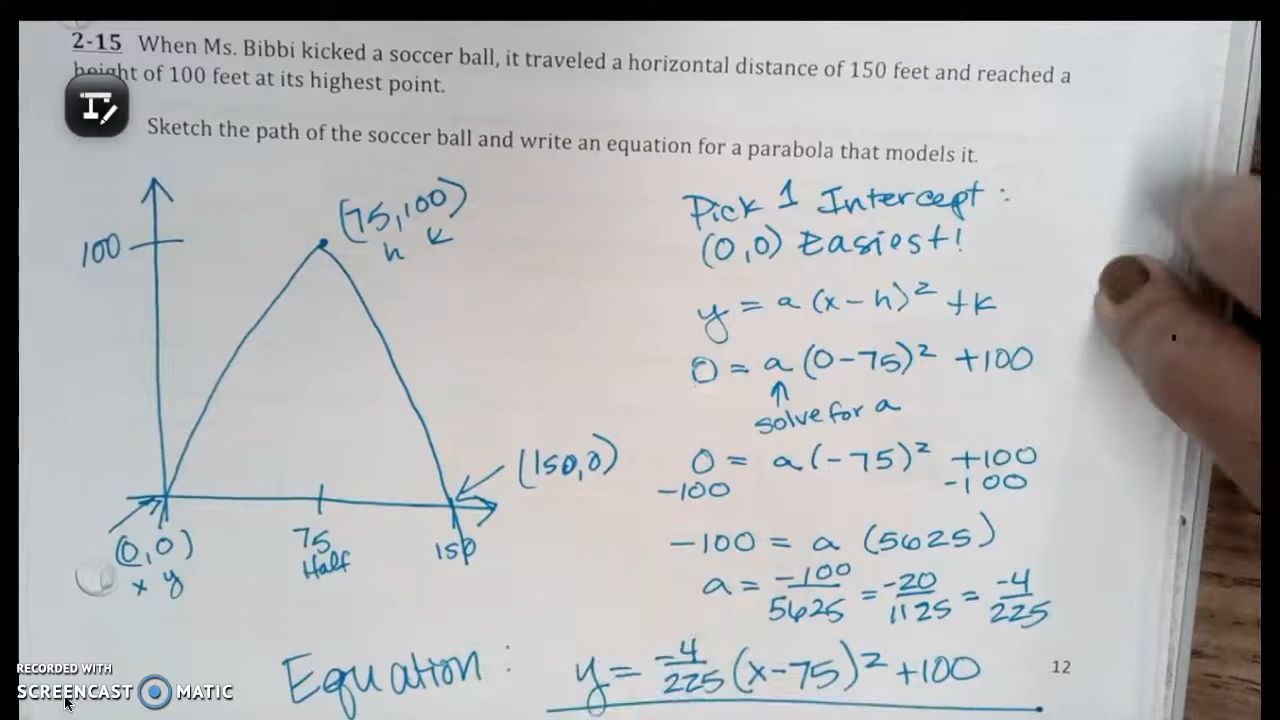 2-15 When Ms. Bibbi kicked a soccer ball, it traveled a horizontal distance of 150 feet and reached a
height of 100 feet at its highest point.
Sketch the path of the soccer ball and write an equation for a parabola that models it.
(75,100)
h k
100
(150,0)
(0,0)
x y
75
Half
150
Pick 1 Intercept :
(0,0) Easiest!
y = a (x-h)² + k
0 = a (0-75)² +100
↑
solve for a
0 = a(-75)² +100
-100 -100
-100 = a (5625)
a = -100/5625 = -20/1125 = -4/225
Equation : y = -4/225 (x-75)² +100
12
RECORDED WITH
SCREENCAST MATIC